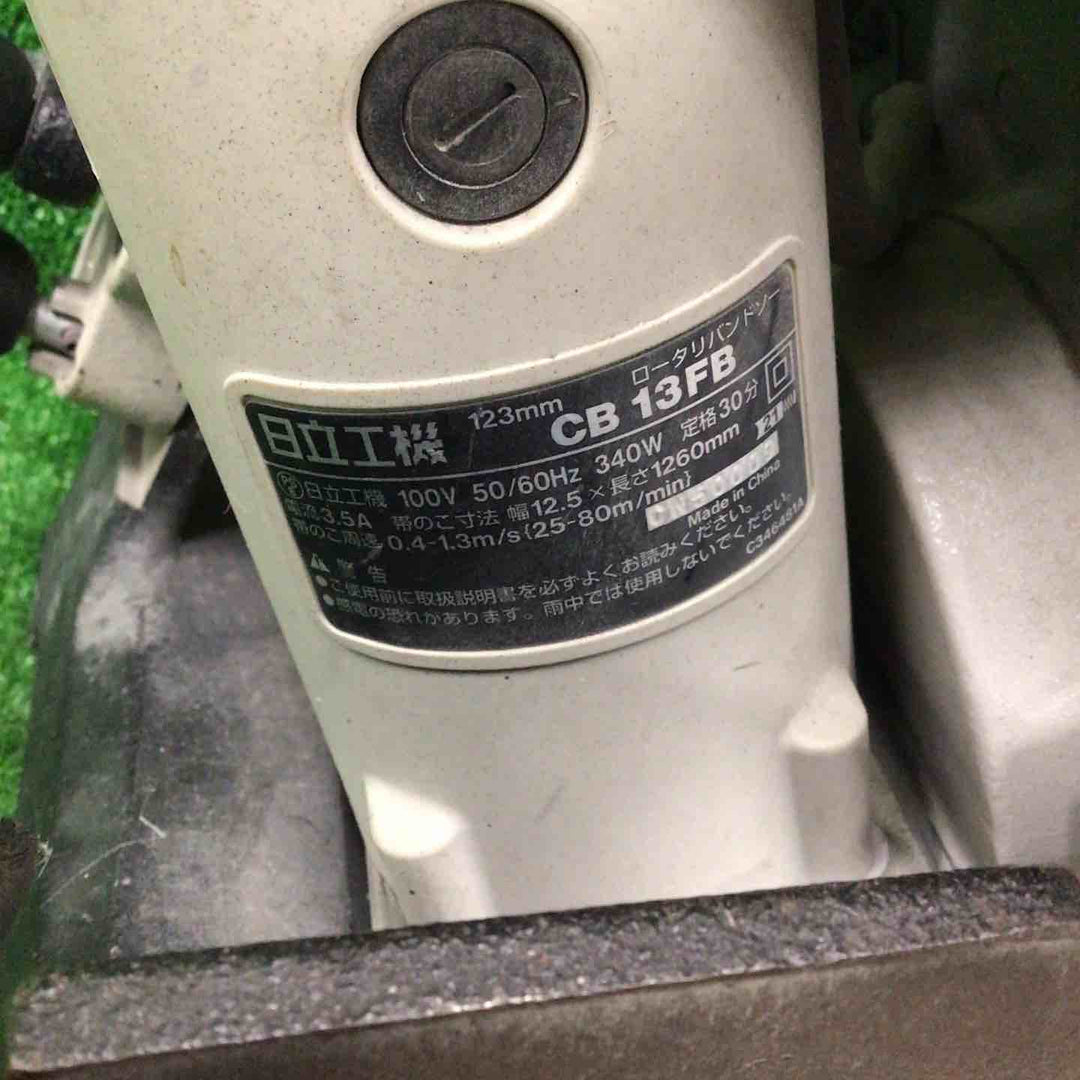 ロータリバンドソー
日立工機 123mm CB 13FB
日立工機 100V 50/60Hz 340W 定格30分
電流3.5A 帯のこ寸法 幅12.5×長さ1260mm
帯のこ周速 0.4-1.3m/s{25-80m/min}
Made in China
警告
●ご使用前に取扱説明書を必ずよくお読みください。
●感電の恐れがあります。雨中では使用しないでください。
C346481A